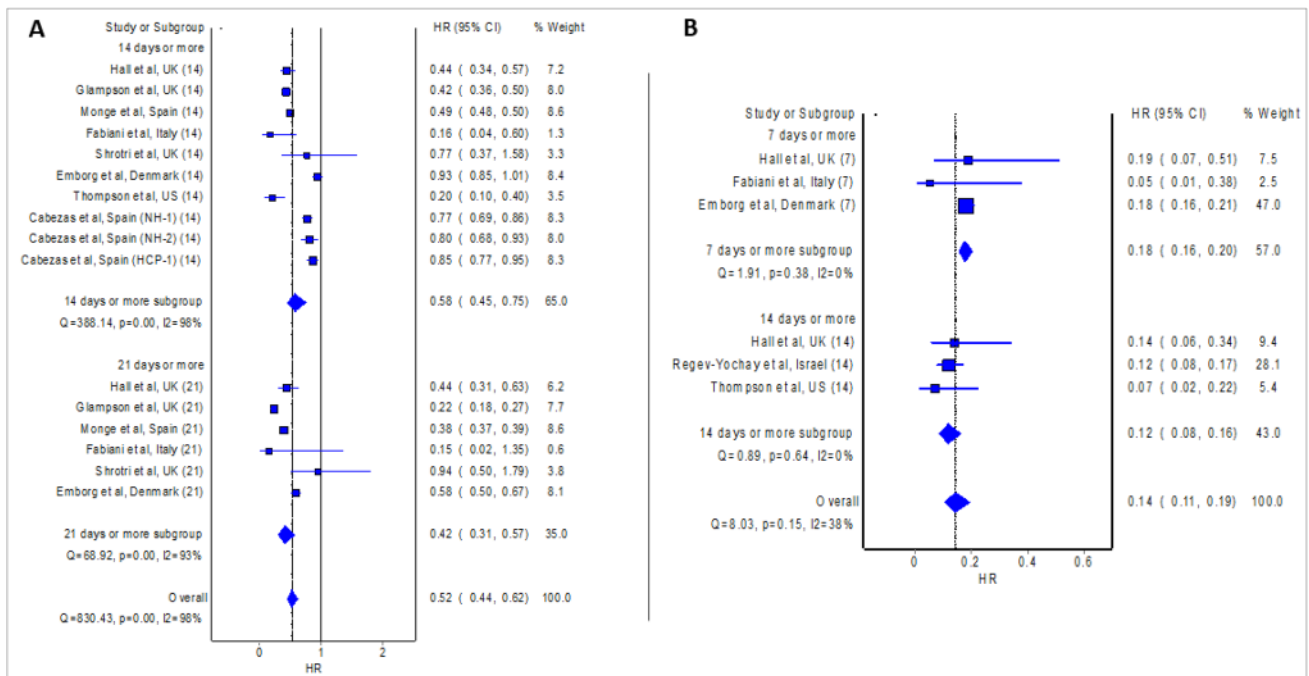 A
Study or Subgroup HR (95% CI) % Weight
14 days or more
Hall et al, UK (14) 0.44 ( 0.34, 0.57) 7.2
Glampson et al, UK (14) 0.42 ( 0.36, 0.50) 8.0
Monge et al, Spain (14) 0.49 ( 0.48, 0.50) 8.6
Fabiani et al, Italy (14) 0.16 ( 0.04, 0.60) 1.3
Shrotri et al, UK (14) 0.77 ( 0.37, 1.58) 3.3
Emborg et al, Denmark (14) 0.93 ( 0.85, 1.01) 8.4
Thompson et al, US (14) 0.20 ( 0.10, 0.40) 3.5
Cabezas et al, Spain (NH-1) (14) 0.77 ( 0.69, 0.86) 8.3
Cabezas et al, Spain (NH-2) (14) 0.80 ( 0.68, 0.93) 8.0
Cabezas et al, Spain (HCP-1) (14) 0.85 ( 0.77, 0.95) 8.3
14 days or more subgroup 0.58 ( 0.45, 0.75) 65.0
Q=388.14, p=0.00, I2=98%
21 days or more
Hall et al, UK (21) 0.44 ( 0.31, 0.63) 6.2
Glampson et al, UK (21) 0.22 ( 0.18, 0.27) 7.7
Monge et al, Spain (21) 0.38 ( 0.37, 0.39) 8.6
Fabiani et al, Italy (21) 0.15 ( 0.02, 1.35) 0.6
Shrotri et al, UK (21) 0.94 ( 0.50, 1.79) 3.8
Emborg et al, Denmark (21) 0.58 ( 0.50, 0.67) 8.1
21 days or more subgroup 0.42 ( 0.31, 0.57) 35.0
Q=68.92, p=0.00, I2=93%
Overall 0.52 ( 0.44, 0.62) 100.0
Q=830.43, p=0.00, I2=98%
0 1 2
HR
B
Study or Subgroup HR (95% CI) % Weight
7 days or more
Hall et al, UK (7) 0.19 ( 0.07, 0.51) 7.5
Fabiani et al, Italy (7) 0.05 ( 0.01, 0.38) 2.5
Emborg et al, Denmark (7) 0.18 ( 0.16, 0.21) 47.0
7 days or more subgroup 0.18 ( 0.16, 0.20) 57.0
Q=1.91, p=0.38, I2=0%
14 days or more
Hall et al, UK (14) 0.14 ( 0.06, 0.34) 9.4
Regev-Yochay et al, Israel (14) 0.12 ( 0.08, 0.17) 28.1
Thompson et al, US (14) 0.07 ( 0.02, 0.22) 5.4
14 days or more subgroup 0.12 ( 0.08, 0.16) 43.0
Q=0.89, p=0.64, I2=0%
Overall 0.14 ( 0.11, 0.19) 100.0
Q=8.03, p=0.15, I2=38%
0 0.2 0.4 0.6
HR